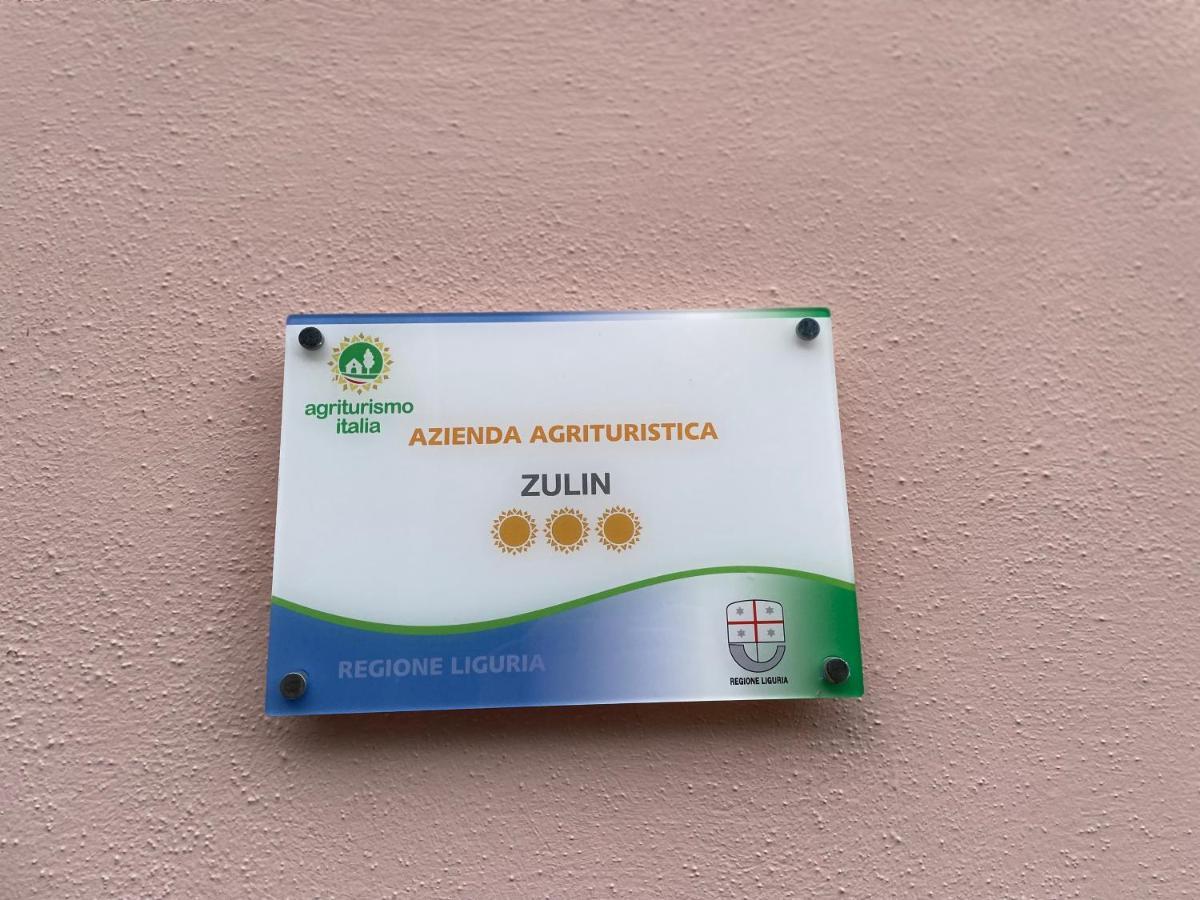 agriturismo
italia
AZIENDA AGRITURISTICA
ZULIN
REGIONE LIGURIA
REGIONE LIGURIA